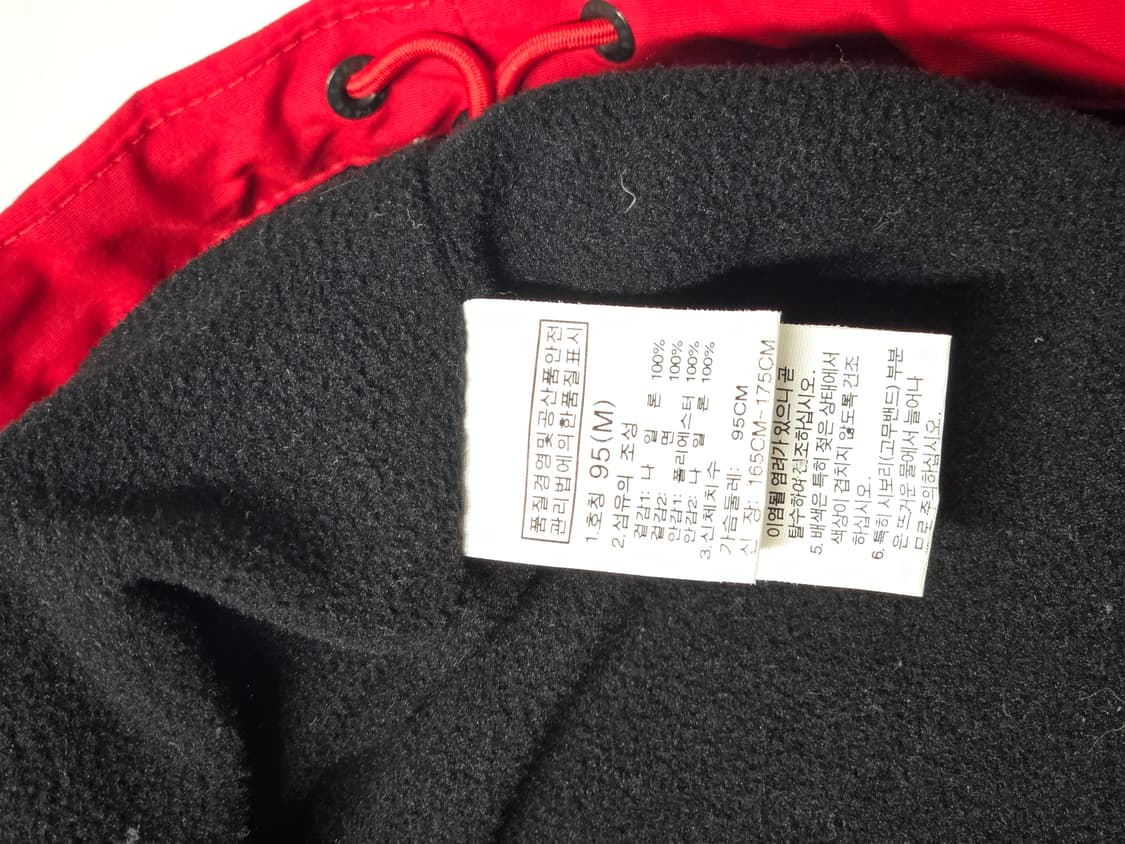 품질경영및공산품안전
관리법에의한품질표시
1.호칭 95(M)
2.섬유의 조성
겉감1: 나 일 론 100%
겉감2: 면 100%
안감1: 폴리에스터 100%
안감2: 나 일 론 100%
3.신체치수
가슴둘레: 95CM
신 장: 165CM~175CM
이염될 염려가 있으니 곧
탈수하여건조하십시오.
5. 배색은 특히 젖은 상태에서
색상이 겹치지 않도록 건조
하십시오.
6. 특히 시보리(고무밴드) 부분
은 뜨거운 물에서 늘어나
므로 주의하십시오.